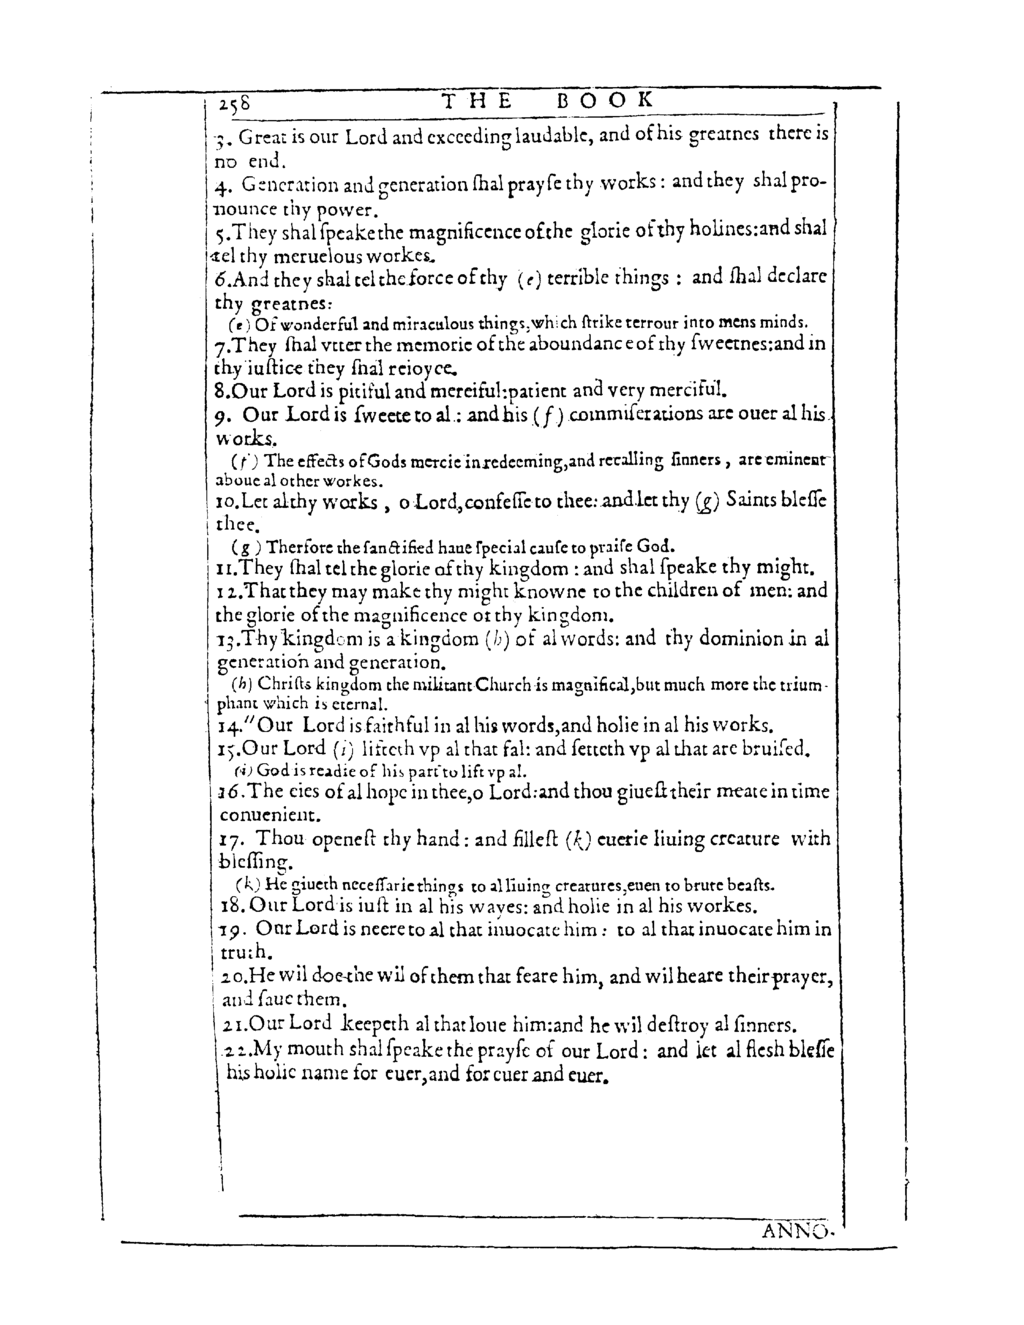 258 THE BOOK
3. Great is our Lord and exceeding laudable, and of his greatnes there is
no end.
4. Generation and generation ſhal prayſe thy works : and they shal pro-
nounce thy power.
5. They shal ſpeake the magnificence of the glorie of thy holines: and shal
tel thy meruelous workes.
6. And they shal tel the force of thy (e) terrible things : and ſhal declare
thy greatnes:
(e) Of wonderful and miraculous things, which ſtrike terrour into mens minds.
7. They ſhal vtter the memorie of the aboundance of thy ſweetnes; and in
thy iuſtice they ſhal reioyce.
8. Our Lord is pitiful and merciful: patient and very merciful.
9. Our Lord is ſweete to al : and his (f) commiſerations are ouer al his
works.
(f) The effects of Gods mercie in redeeming, and recalling ſinners, are eminent
aboue al other workes.
10. Let al thy works, o Lord, confeſſe to thee: and let thy (g) Saints bleſſe
thee.
(g) Therfore the ſanctified haue ſpecial cauſe to praiſe God.
11. They ſhal tel the glorie of thy kingdom : and shal ſpeake thy might.
12. That they may make thy might knowne to the children of men: and
the glorie of the magnificence of thy kingdom.
13. Thy kingdom is a kingdom (h) of al words: and thy dominion in al
generation and generation.
(h) Chriſts kingdom the militant Church is magnifical, but much more the trium-
phant which is eternal.
14. " Our Lord is faithful in al his words, and holie in al his works.
15. Our Lord (i) lifteth vp al that fal: and ſetteth vp al that are bruiſed.
(i) God is readie of his part to lift vp al.
16. The eies of al hope in thee, o Lord: and thou giueſt their meate in time
conuenient.
17. Thou openeſt thy hand : and filleſt (k) euerie liuing creature with
bleſſing.
(k) He giueth neceſſarie things to al liuing creatures, euen to brute beaſts.
18. Our Lord is iuſt in al his wayes: and holie in al his workes.
19. Our Lord is neere to al that inuocate him : to al that inuocate him in
truth.
20. He wil doe the wil of them that feare him, and wil heare their prayer,
and ſaue them.
21. Our Lord keepeth al that loue him: and he wil deſtroy al ſinners.
22. My mouth shal ſpeake the prayſe of our Lord : and let al flesh bleſſe
his holie name for euer, and for euer and euer.
ANNO-